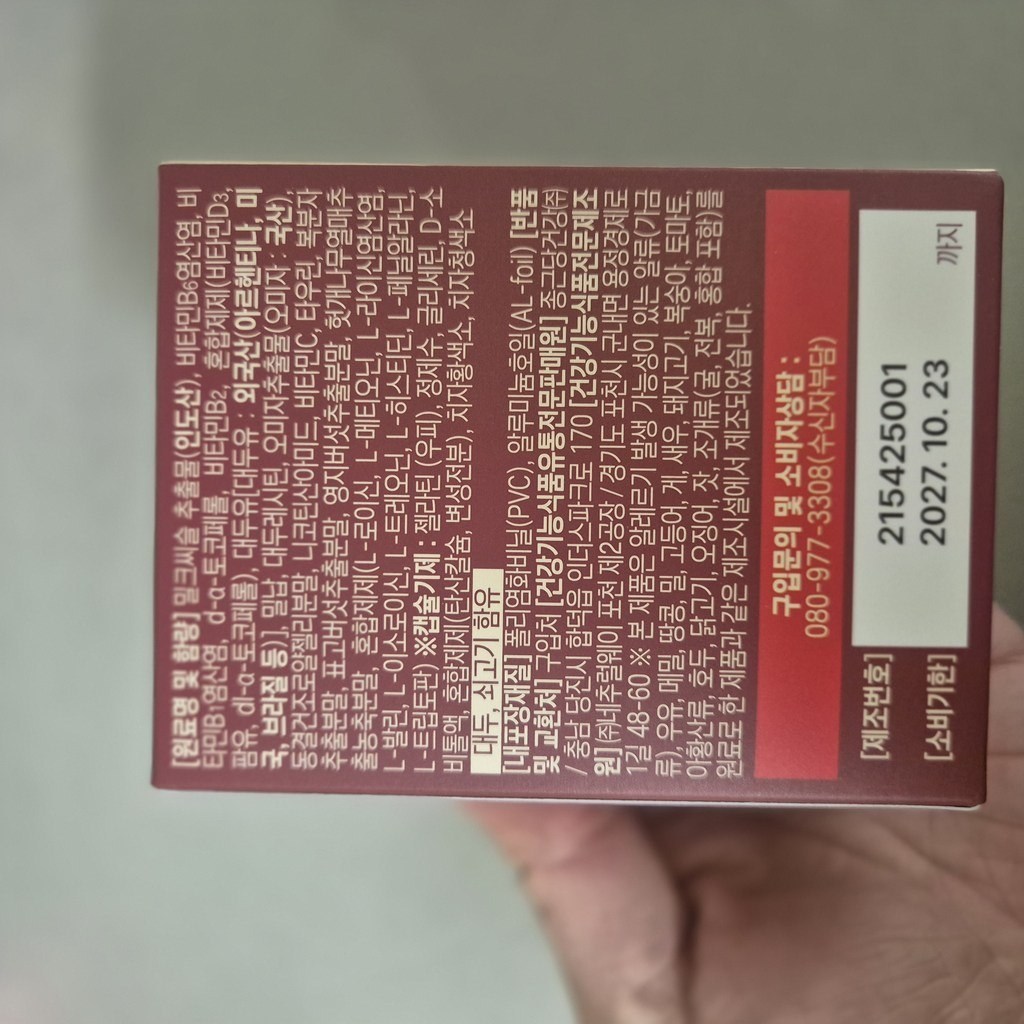 [원료명 및 함량] 밀크씨슬 추출물(인도산), 비타민B6염산염, 비
타민B1염산염, dl-α-토코페롤, 비타민B2, 혼합제제(비타민D3,
팜유, dl-α-토코페롤), 대두유[대두유 : 외국산(아르헨티나, 미
국, 브라질 등)], 밀납, 대두레시틴, 오미자추출물(오미자 : 국산),
동결건조로얄젤리분말, 니코틴산아미드, 비타민C, 타우린, 복분자
추출분말, 표고버섯추출분말, 영지버섯추출분말, 헛개나무열매추
출농축분말, 혼합제제(L-로이신, L-메티오닌, L-라이신염산염,
L-발린, L-이소로이신, L-트레오닌, L-히스티딘, L-페닐알라닌,
L-트립토판) ※캡슐기제 : 젤라틴(우피), 정제수, 글리세린, D-소
비톨액, 혼합제제(탄산칼슘, 변성전분), 치자황색소, 치자청색소
대두, 쇠고기 함유
[내포장재질] 폴리염화비닐(PVC), 알루미늄호일(AL-foil) [반품
및 교환처] 구입처 [건강기능식품유통전문판매원] 종근당건강㈜
/ 충남 당진시 합덕읍 인더스파크로 170 [건강기능식품전문제조
원] ㈜내츄럴웨이 포천 제2공장 / 경기도 포천시 군내면 용정경제로
1길 48-60 ※ 본 제품은 알레르기 발생 가능성이 있는 알류(가금
류), 우유, 메밀, 땅콩, 밀, 고등어, 게, 새우, 돼지고기, 복숭아, 토마토,
아황산류, 호두, 닭고기, 오징어, 잣, 조개류(굴, 전복, 홍합 포함)를
원료로 한 제품과 같은 제조시설에서 제조되었습니다.
구입문의 및 소비자상담 :
080-977-3308(수신자부담)
[제조번호] 215425001
[소비기한] 2027. 10. 23 까지